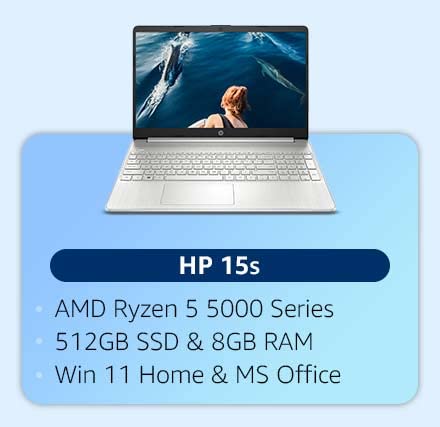 HP 15s
AMD Ryzen 5 5000 Series
512GB SSD & 8GB RAM
Win 11 Home & MS Office